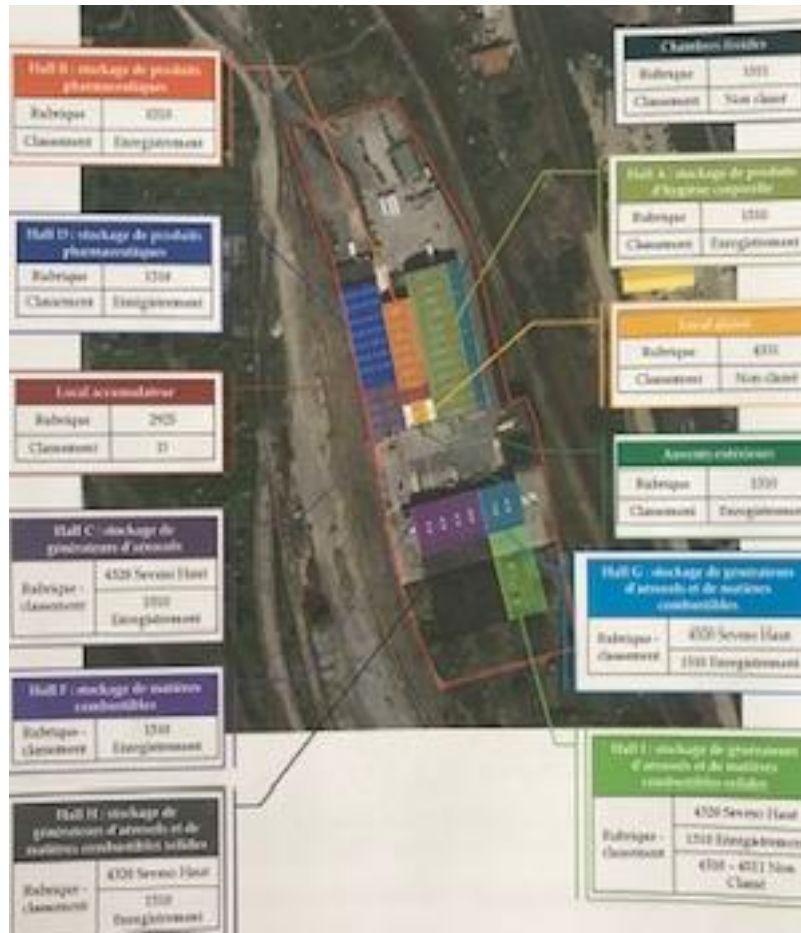 Hall B : stockage de produits
pharmaceutiques
Rubrique 1510
Classement Enregistrement
Hall D : stockage de produits
pharmaceutiques
Rubrique 1510
Classement Enregistrement
Local accumulateur
Rubrique 2925
Classement D
Hall C : stockage de
générateurs d'aérosols
Rubrique -
classement
4320 Seveso Haut
1510
Enregistrement
Hall F : stockage de matières
combustibles
Rubrique -
classement
1510
Enregistrement
Hall H : stockage de
générateurs d'aérosols et de
matières combustibles solides
Rubrique -
classement
4320 Seveso Haut
1510
Enregistrement
Chambres froides
Rubrique 1511
Classement Non classé
Hall A : stockage de produits
d'hygiène corporelle
Rubrique 1510
Classement Enregistrement
Local
Rubrique 4331
Classement Non classé
Auvents extérieurs
Rubrique 1510
Classement Enregistrement
Hall G : stockage de générateurs
d'aérosols et de matières
combustibles
Rubrique -
classement
4320 Seveso Haut
1510 Enregistrement
Hall I : stockage de générateurs
d'aérosols et de matières
combustibles solides
Rubrique -
classement
4320 Seveso Haut
1510 Enregistrement
Non
Classé